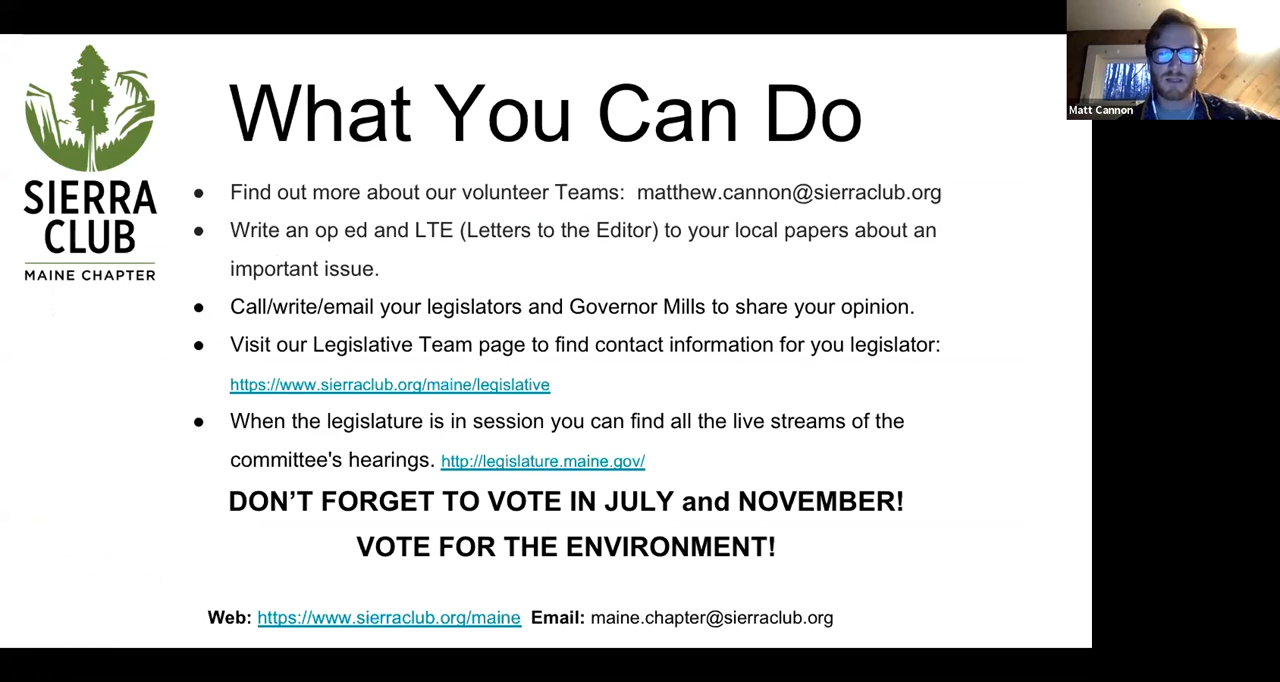 What You Can Do
Matt Cannon
SIERRA
CLUB
MAINE CHAPTER
● Find out more about our volunteer Teams: matthew.cannon@sierraclub.org
● Write an op ed and LTE (Letters to the Editor) to your local papers about an
important issue.
● Call/write/email your legislators and Governor Mills to share your opinion.
● Visit our Legislative Team page to find contact information for you legislator:
https://www.sierraclub.org/maine/legislative
● When the legislature is in session you can find all the live streams of the
committee's hearings. http://legislature.maine.gov/
DON’T FORGET TO VOTE IN JULY and NOVEMBER!
VOTE FOR THE ENVIRONMENT!
Web: https://www.sierraclub.org/maine Email: maine.chapter@sierraclub.org